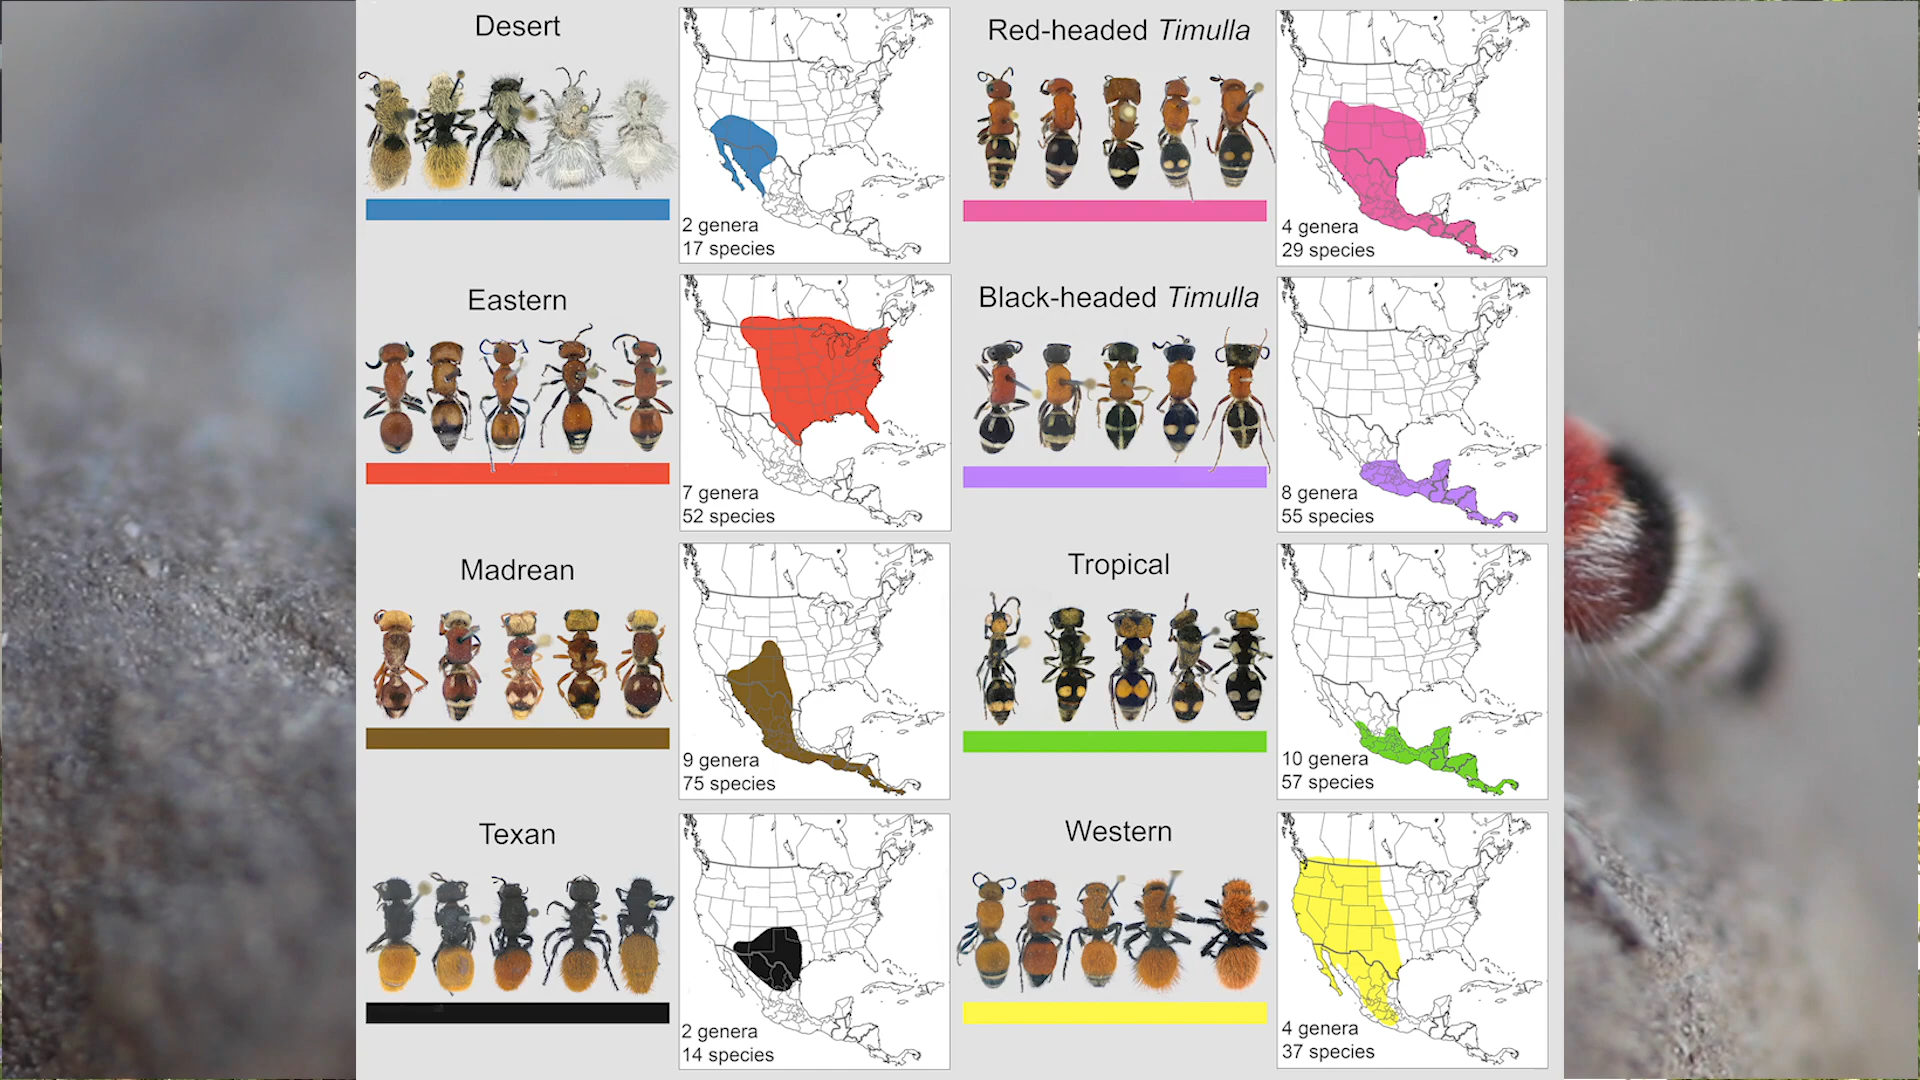 Desert
2 genera
17 species
Red-headed Timulla
4 genera
29 species
Eastern
7 genera
52 species
Black-headed Timulla
8 genera
55 species
Madrean
9 genera
75 species
Tropical
10 genera
57 species
Texan
2 genera
14 species
Western
4 genera
37 species